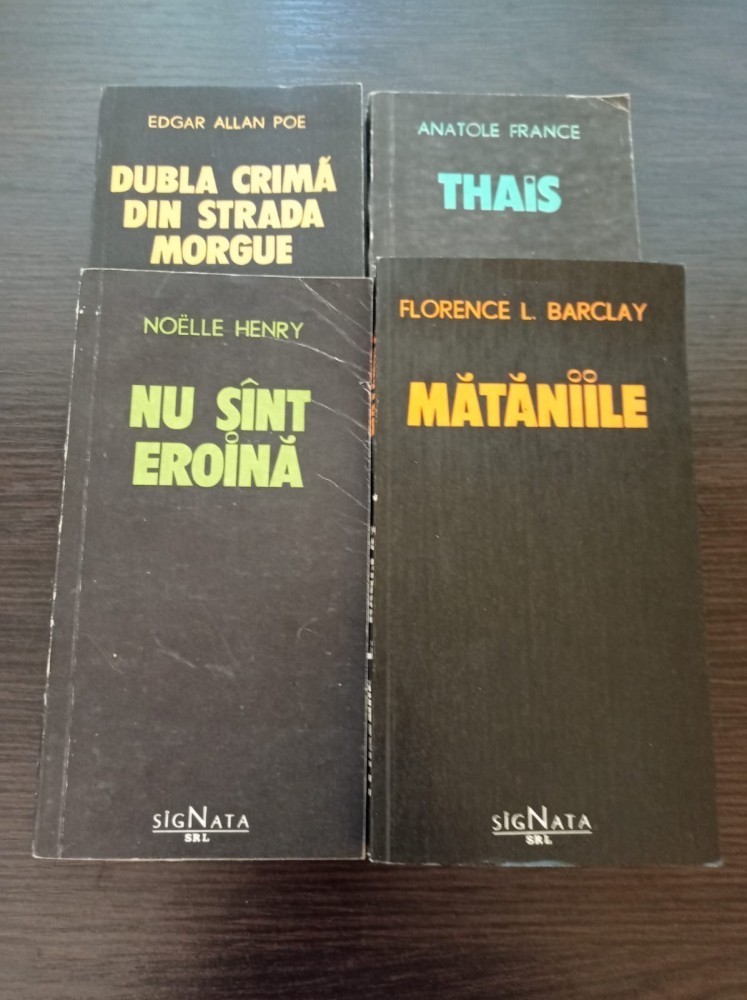 EDGAR ALLAN POE
DUBLA CRIMĂ
DIN STRADA
MORGUE
ANATOLE FRANCE
THAIS
NOËLLE HENRY
NU SÎNT
EROINĂ
SIGNATA
SRL
FLORENCE L. BARCLAY
MĂTĂNIILE
SIGNATA
SRL